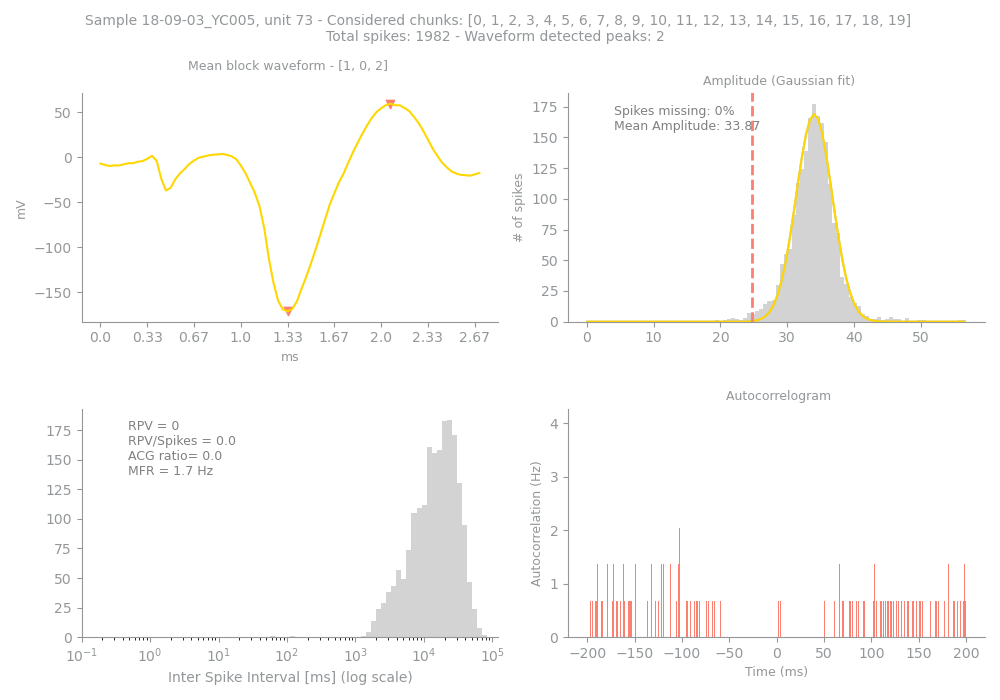 Sample 18-09-03_YC005, unit 73 - Considered chunks: [0, 1, 2, 3, 4, 5, 6, 7, 8, 9, 10, 11, 12, 13, 14, 15, 16, 17, 18, 19]
Total spikes: 1982 - Waveform detected peaks: 2
Mean block waveform - [1, 0, 2]
50
0
−50
−100
−150
mV
0.0 0.33 0.67 1.0 1.33 1.67 2.0 2.33 2.67
ms
Amplitude (Gaussian fit)
Spikes missing: 0%
Mean Amplitude: 33.87
175
150
125
100
75
50
25
0
# of spikes
0 10 20 30 40 50
RPV = 0
RPV/Spikes = 0.0
ACG ratio= 0.0
MFR = 1.7 Hz
175
150
125
100
75
50
25
0
10⁻¹ 10⁰ 10¹ 10² 10³ 10⁴ 10⁵
Inter Spike Interval [ms] (log scale)
Autocorrelogram
4
3
2
1
0
Autocorrelation (Hz)
−200 −150 −100 −50 0 50 100 150 200
Time (ms)